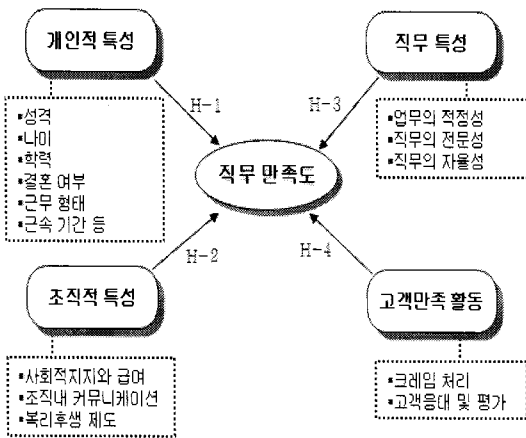 개인적 특성
직무 특성
H-1
H-3
▪성격
▪나이
▪학력
▪결혼 여부
▪근무 형태
▪근속 기간 등
▪업무의 적정성
▪직무의 전문성
▪직무의 자율성
직무 만족도
H-2
H-4
조직적 특성
고객만족 활동
▪사회적지지와 급여
▪조직내 커뮤니케이션
▪복리후생 제도
▪크레임 처리
▪고객응대 및 평가